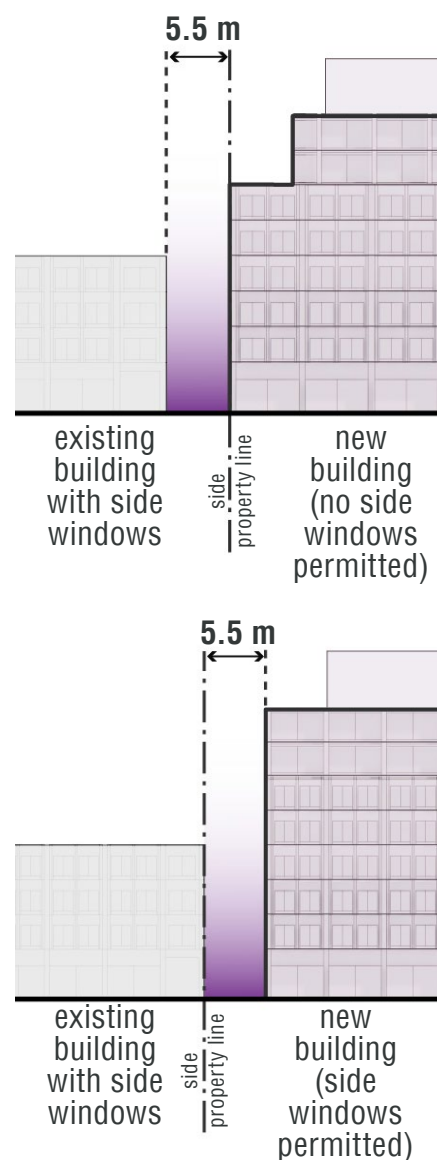 5.5 m
existing
building
with side
windows
side
property line
new
building
(no side
windows
permitted)
5.5 m
existing
building
with side
windows
side
property line
new
building
(side
windows
permitted)